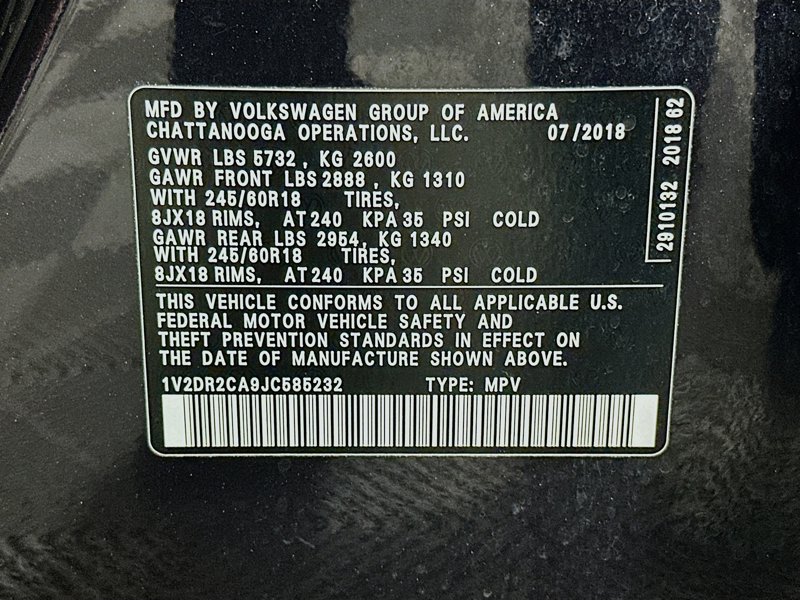 MFD BY VOLKSWAGEN GROUP OF AMERICA
CHATTANOOGA OPERATIONS, LLC. 07/2018
GVWR LBS 5732, KG 2600
GAWR FRONT LBS 2888, KG 1310
WITH 245/60R18 TIRES,
8JX18 RIMS, AT 240 KPA 35 PSI COLD
GAWR REAR LBS 2954, KG 1340
WITH 245/60R18 TIRES,
8JX18 RIMS, AT 240 KPA 35 PSI COLD
THIS VEHICLE CONFORMS TO ALL APPLICABLE U.S.
FEDERAL MOTOR VEHICLE SAFETY AND
THEFT PREVENTION STANDARDS IN EFFECT ON
THE DATE OF MANUFACTURE SHOWN ABOVE.
1V2DR2CA9JC585232 TYPE: MPV
2910132 2018 62